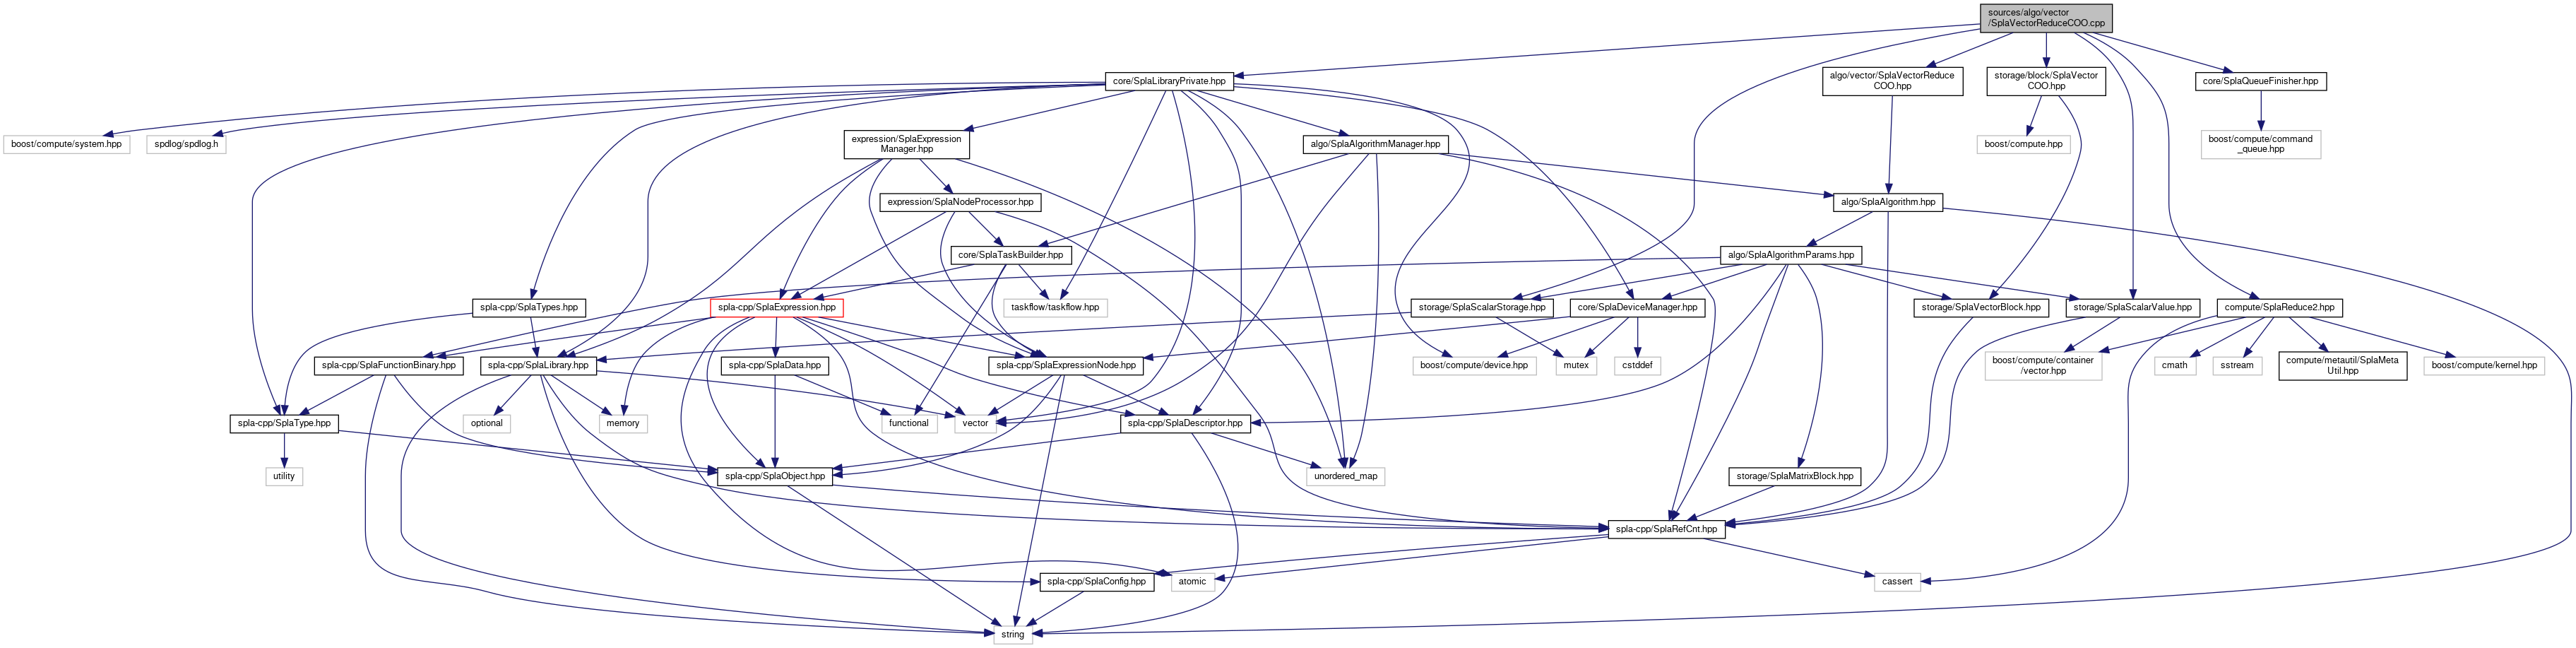 sources/algo/vector
/SplaVectorReduceCOO.cpp
core/SplaLibraryPrivate.hpp
algo/vector/SplaVectorReduce
COO.hpp
storage/block/SplaVector
COO.hpp
core/SplaQueueFinisher.hpp
boost/compute/system.hpp
spdlog/spdlog.h
expression/SplaExpression
Manager.hpp
algo/SplaAlgorithmManager.hpp
boost/compute.hpp
boost/compute/command
_queue.hpp
expression/SplaNodeProcessor.hpp
algo/SplaAlgorithm.hpp
core/SplaTaskBuilder.hpp
algo/SplaAlgorithmParams.hpp
spla-cpp/SplaTypes.hpp
spla-cpp/SplaExpression.hpp
taskflow/taskflow.hpp
storage/SplaScalarStorage.hpp
core/SplaDeviceManager.hpp
storage/SplaVectorBlock.hpp
storage/SplaScalarValue.hpp
compute/SplaReduce2.hpp
spla-cpp/SplaFunctionBinary.hpp
spla-cpp/SplaLibrary.hpp
spla-cpp/SplaData.hpp
spla-cpp/SplaExpressionNode.hpp
boost/compute/device.hpp
mutex
cstddef
boost/compute/container
/vector.hpp
cmath
sstream
compute/metautil/SplaMeta
Util.hpp
boost/compute/kernel.hpp
spla-cpp/SplaType.hpp
optional
memory
functional
vector
spla-cpp/SplaDescriptor.hpp
utility
spla-cpp/SplaObject.hpp
unordered_map
storage/SplaMatrixBlock.hpp
spla-cpp/SplaRefCnt.hpp
spla-cpp/SplaConfig.hpp
atomic
cassert
string